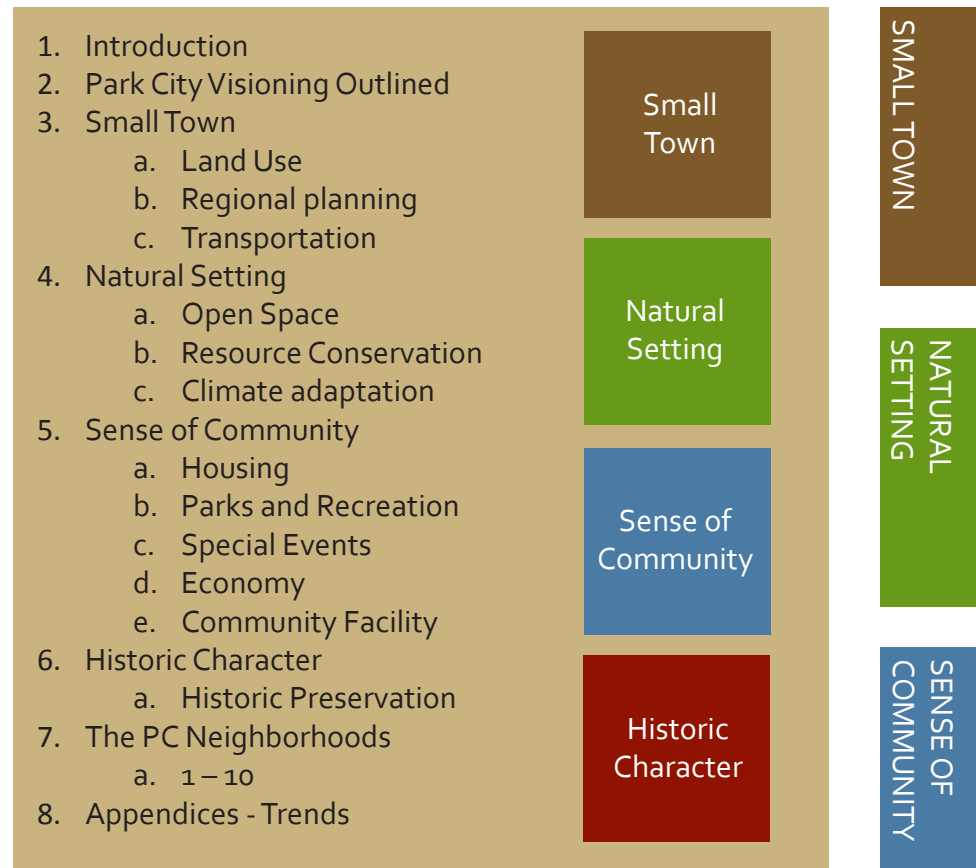 1. Introduction
2. Park City Visioning Outlined
3. Small Town
a. Land Use
b. Regional planning
c. Transportation
4. Natural Setting
a. Open Space
b. Resource Conservation
c. Climate adaptation
5. Sense of Community
a. Housing
b. Parks and Recreation
c. Special Events
d. Economy
e. Community Facility
6. Historic Character
a. Historic Preservation
7. The PC Neighborhoods
a. 1 – 10
8. Appendices - Trends
Small
Town
Natural
Setting
Sense of
Community
Historic
Character
SMALL TOWN
NATURAL
SETTING
SENSE OF
COMMUNITY